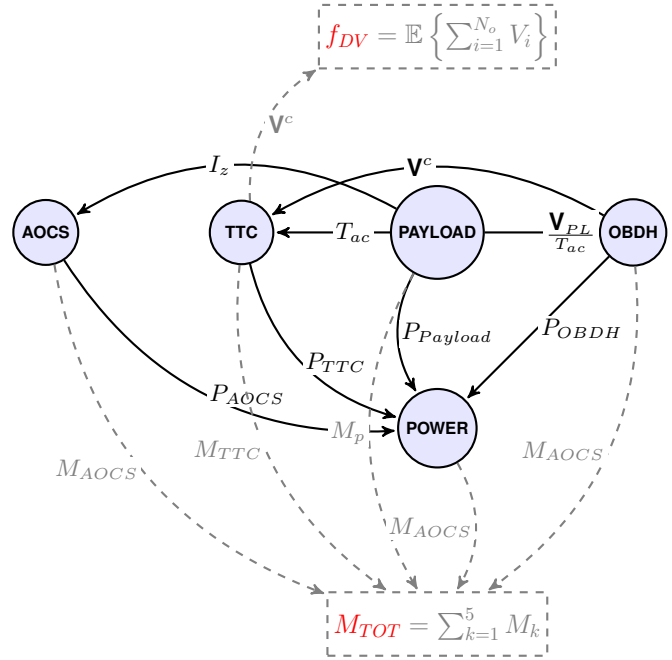 f_{DV} = 𝔼 { ∑_{i=1}^{N_o} V_i }
V^c
I_z
V^c
AOCS
TTC
T_{ac}
PAYLOAD
V_{PL}
T_{ac}
OBDH
P_{Payload}
P_{OBDH}
P_{TTC}
P_{AOCS}
M_p
POWER
M_{AOCS}
M_{TTC}
M_{AOCS}
M_{AOCS}
M_{TOT} = ∑_{k=1}^{5} M_k